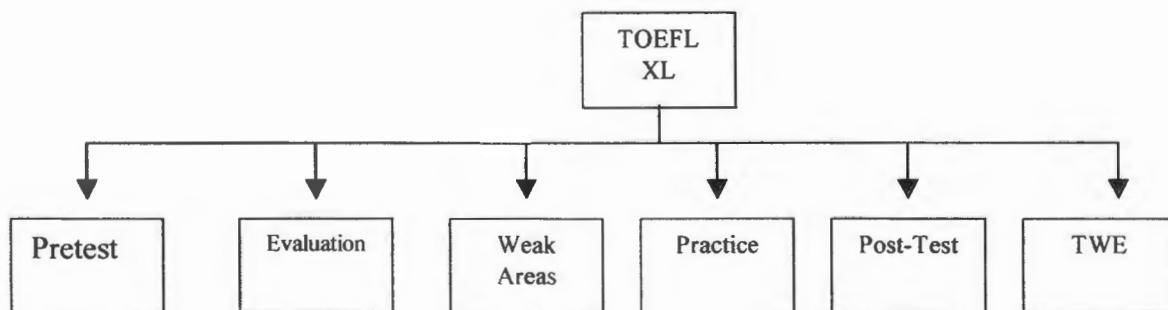 TOEFL
XL
Pretest
Evaluation
Weak
Areas
Practice
Post-Test
TWE